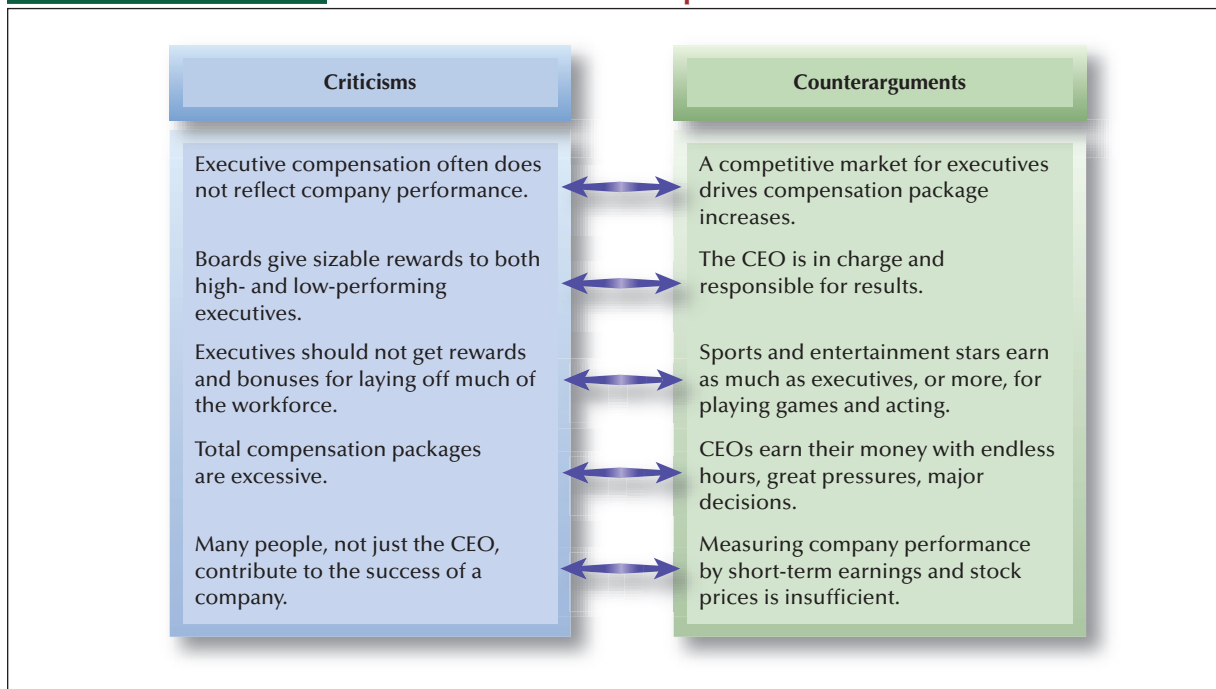 Criticisms
Counterarguments
Executive compensation often does
not reflect company performance.
A competitive market for executives
drives compensation package
increases.
Boards give sizable rewards to both
high- and low-performing
executives.
The CEO is in charge and
responsible for results.
Executives should not get rewards
and bonuses for laying off much of
the workforce.
Sports and entertainment stars earn
as much as executives, or more, for
playing games and acting.
Total compensation packages
are excessive.
CEOs earn their money with endless
hours, great pressures, major
decisions.
Many people, not just the CEO,
contribute to the success of a
company.
Measuring company performance
by short-term earnings and stock
prices is insufficient.